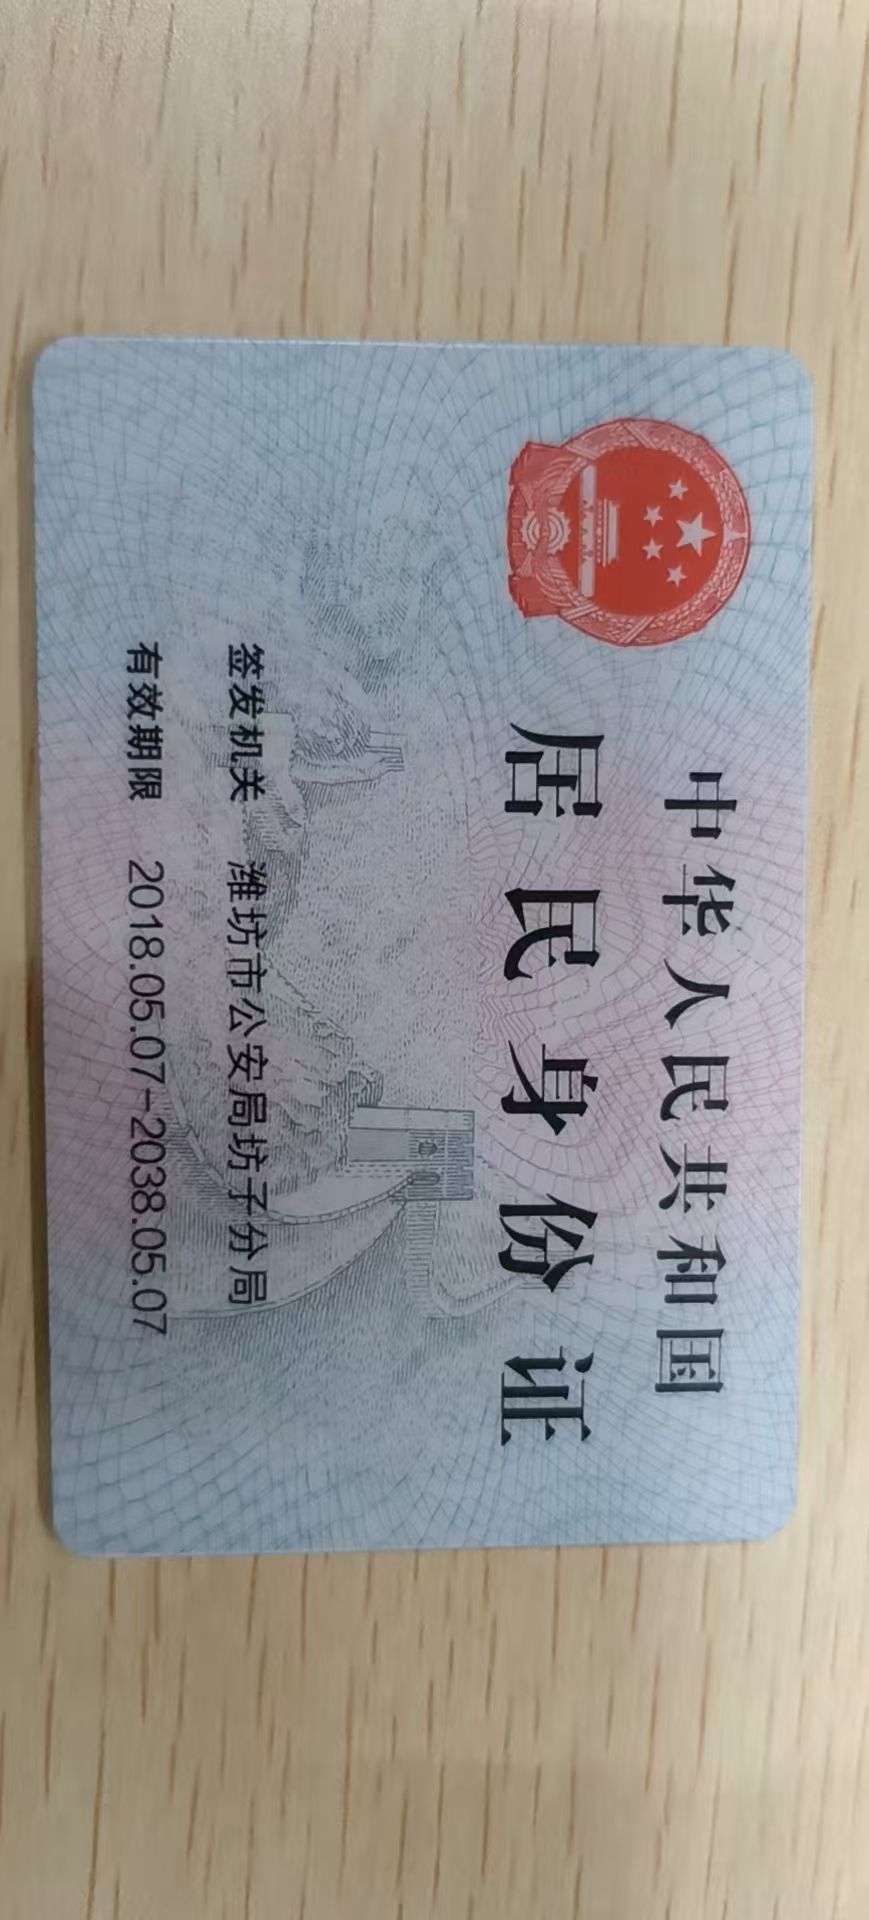 中华人民共和国
居民身份证
签发机关 潍坊市公安局坊子分局
有效期限 2018.05.07-2038.05.07